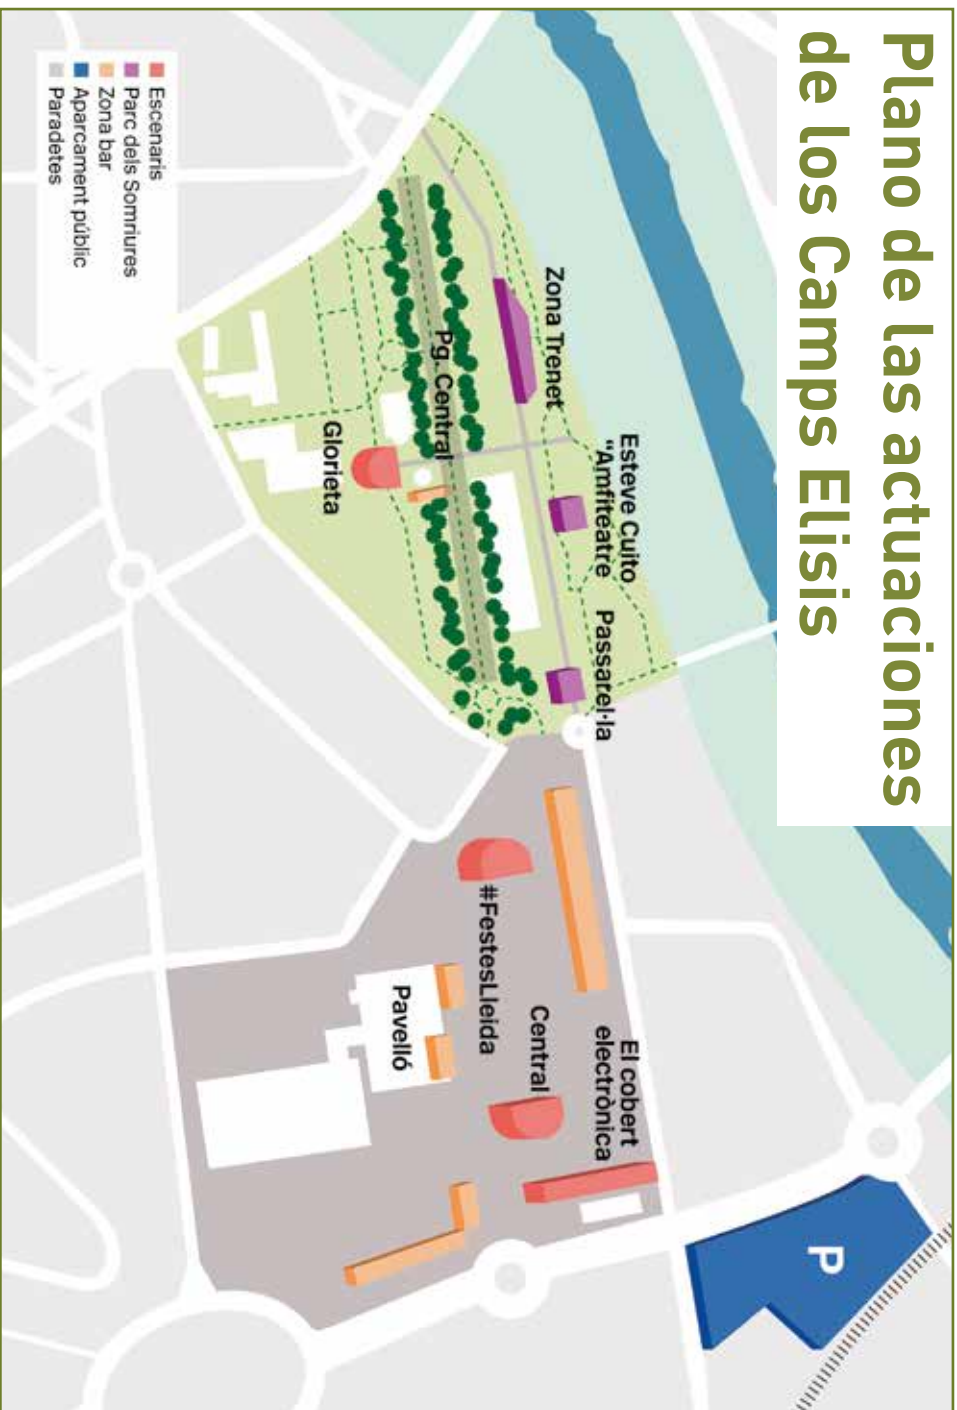 Plano de las actuaciones
de los Camps Elisis
Escenaris
Parc dels Somriures
Zona bar
Aparcament públic
Paradetes
Zona Trenet
Esteve Cuito
"Amfiteatre
Passarel·la
Pg. Central
Glorieta
#FestesLleida
Central
El cobert
electrònica
Pavelló
P